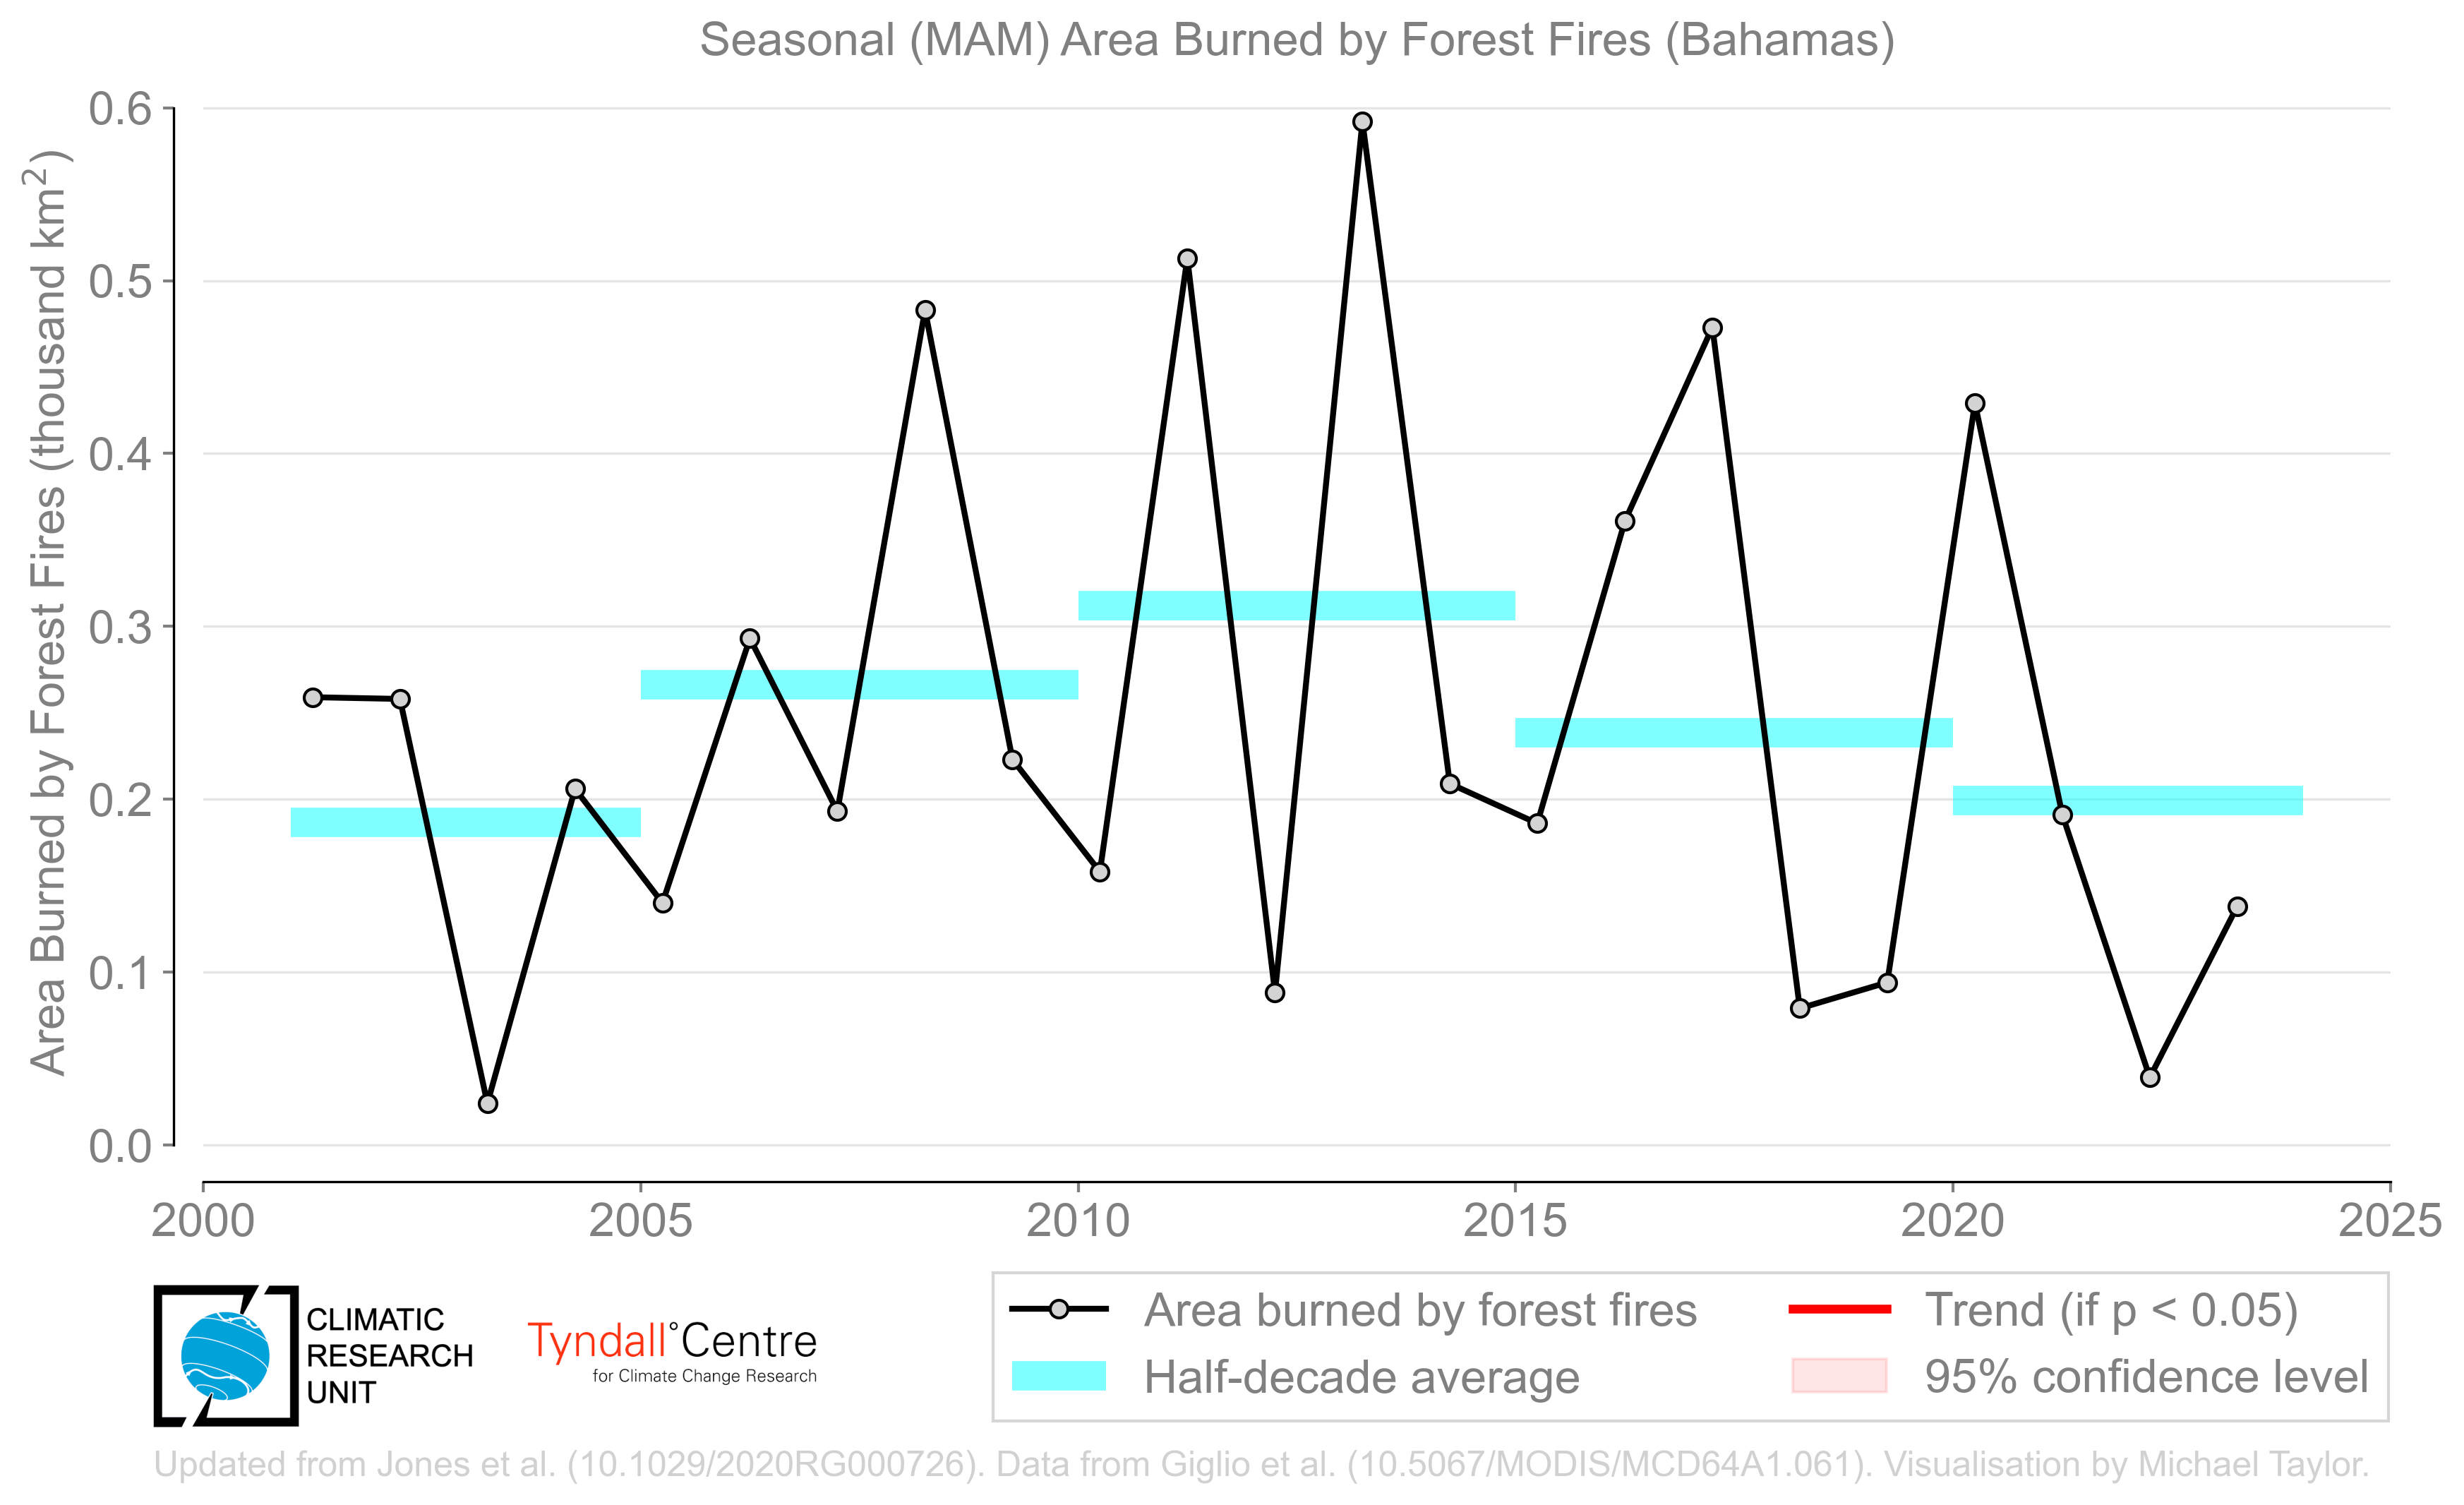 Seasonal (MAM) Area Burned by Forest Fires (Bahamas)
Area Burned by Forest Fires (thousand km²)
0.6
0.5
0.4
0.3
0.2
0.1
0.0
2000 2005 2010 2015 2020 2025
CLIMATIC
RESEARCH
UNIT
Tyndall°Centre
for Climate Change Research
Area burned by forest fires
Half-decade average
Trend (if p < 0.05)
95% confidence level
Updated from Jones et al. (10.1029/2020RG000726). Data from Giglio et al. (10.5067/MODIS/MCD64A1.061). Visualisation by Michael Taylor.